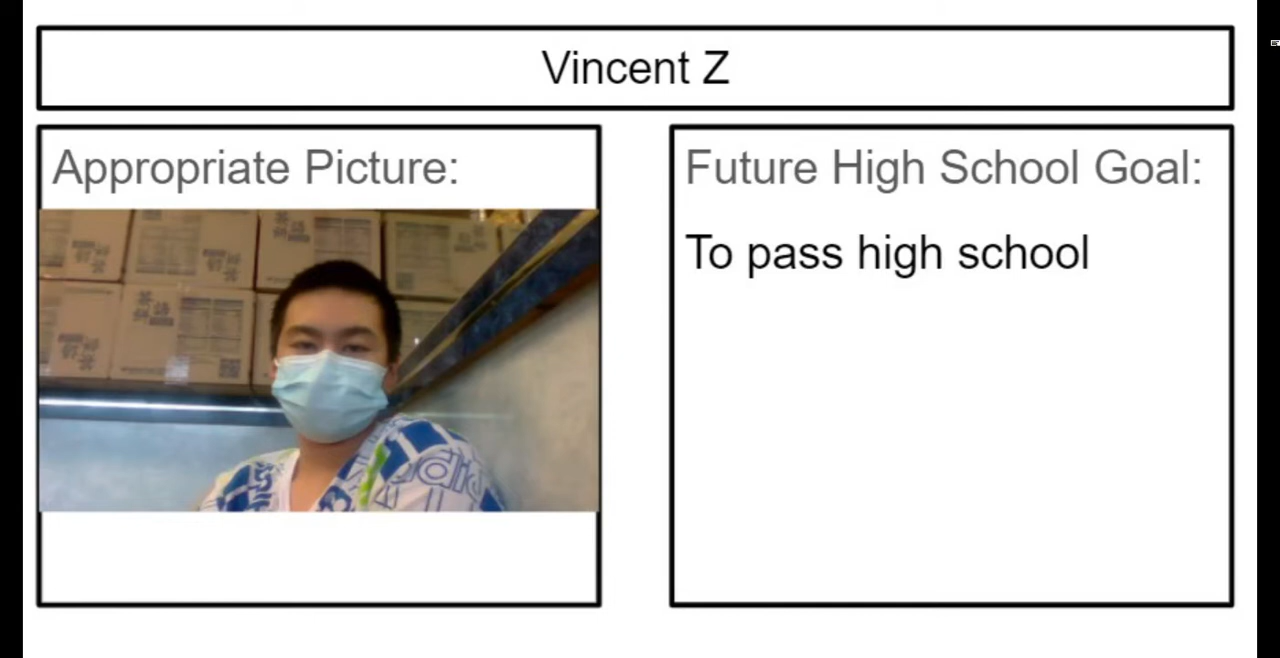 Vincent Z
Appropriate Picture:
Future High School Goal:
To pass high school